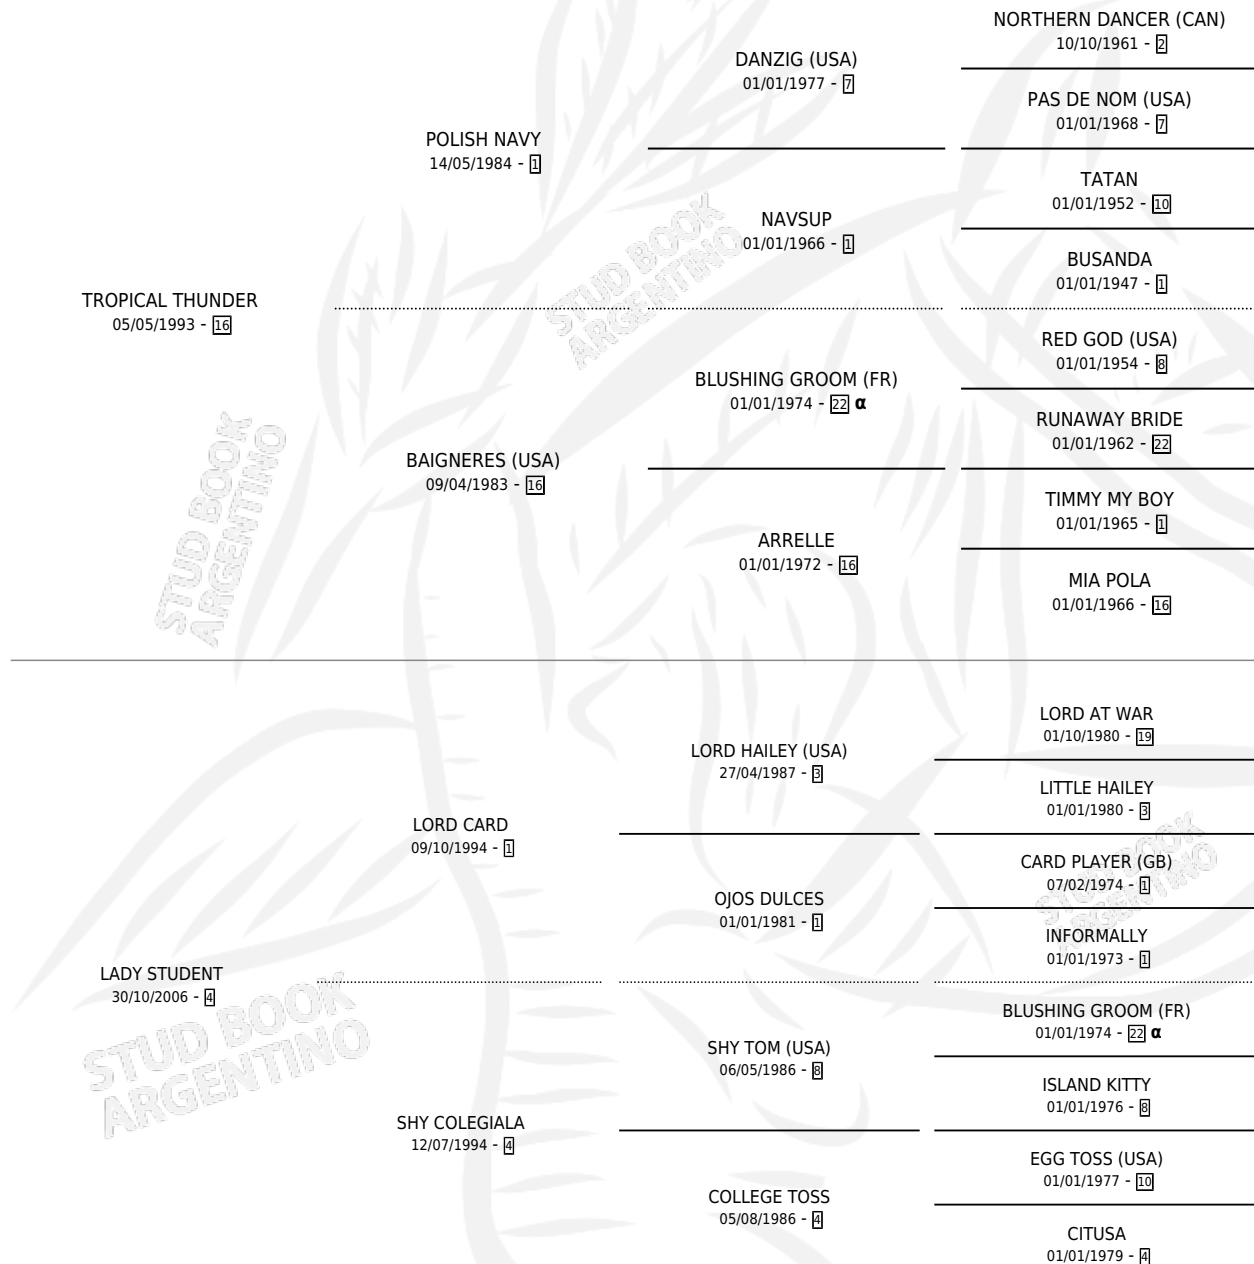 NORTHERN DANCER (CAN)
10/10/1961 - 2
DANZIG (USA)
01/01/1977 - 7
PAS DE NOM (USA)
01/01/1968 - 7
POLISH NAVY
14/05/1984 - 1
TATAN
01/01/1952 - 10
NAVSUP
01/01/1966 - 1
BUSANDA
01/01/1947 - 1
TROPICAL THUNDER
05/05/1993 - 16
RED GOD (USA)
01/01/1954 - 8
BLUSHING GROOM (FR)
01/01/1974 - 22 α
RUNAWAY BRIDE
01/01/1962 - 22
BAIGNERES (USA)
09/04/1983 - 16
TIMMY MY BOY
01/01/1965 - 1
ARRELLE
01/01/1972 - 16
MIA POLA
01/01/1966 - 16
LORD AT WAR
01/10/1980 - 19
LORD HAILEY (USA)
27/04/1987 - 3
LITTLE HAILEY
01/01/1980 - 3
LORD CARD
09/10/1994 - 1
CARD PLAYER (GB)
07/02/1974 - 1
OJOS DULCES
01/01/1981 - 1
INFORMALLY
01/01/1973 - 1
LADY STUDENT
30/10/2006 - 4
BLUSHING GROOM (FR)
01/01/1974 - 22 α
SHY TOM (USA)
06/05/1986 - 8
ISLAND KITTY
01/01/1976 - 8
SHY COLEGIALA
12/07/1994 - 4
EGG TOSS (USA)
01/01/1977 - 10
COLLEGE TOSS
05/08/1986 - 4
CITUSA
01/01/1979 - 4
STUD BOOK
ARGENTINO
STUD BOOK
ARGENTINO
STUD BOOK
ARGENTINO
STUD BOOK
ARGENTINO